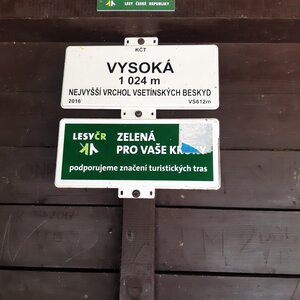 LESY ČESKÉ REPUBLIKY
KČT
VYSOKÁ
1 024 m
NEJVYŠŠÍ VRCHOL VSETÍNSKÝCH BESKYD
2016 VS612m
LESYČR ZELENÁ
PRO VAŠE KROKY
podporujeme značení turistických tras